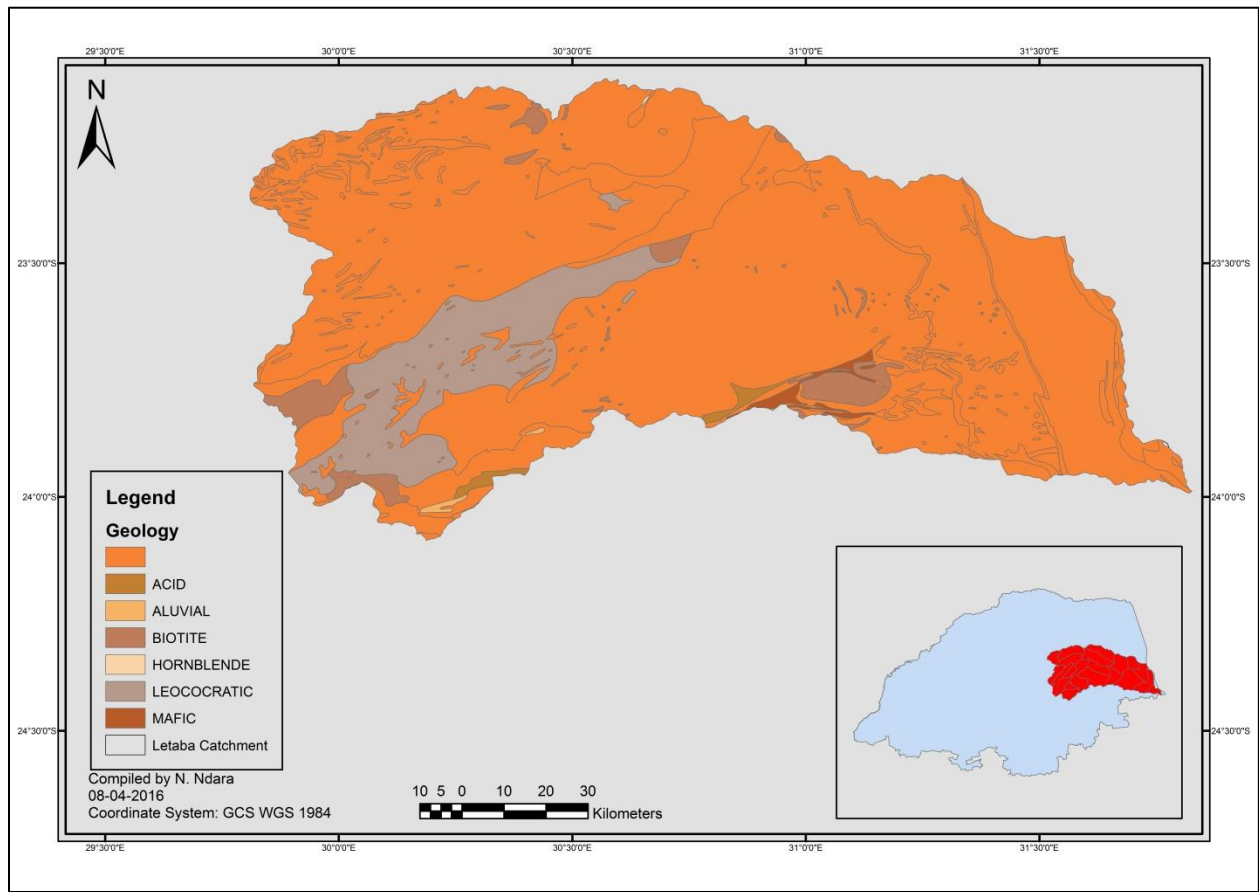 29°30'0"E 30°0'0"E 30°30'0"E 31°0'0"E 31°30'0"E
N
23°30'0"S 23°30'0"S
24°0'0"S 24°0'0"S
24°30'0"S 24°30'0"S
Legend
Geology
ACID
ALUVIAL
BIOTITE
HORNBLENDE
LEOCOCRATIC
MAFIC
Letaba Catchment
Compiled by N. Ndara
08-04-2016
Coordinate System: GCS WGS 1984
10 5 0 10 20 30
Kilometers
29°30'0"E 30°0'0"E 30°30'0"E 31°0'0"E 31°30'0"E